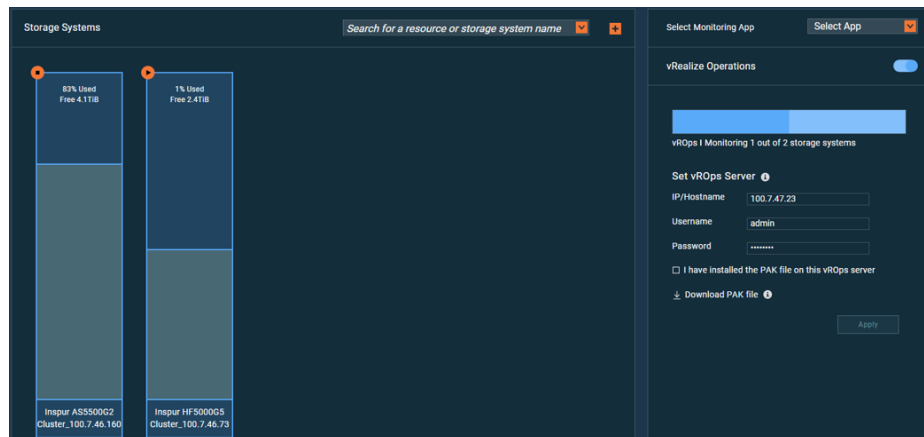 Storage Systems
Search for a resource or storage system name
83% Used
Free 4.1TiB
Inspur AS5500G2
Cluster_100.7.46.160
1% Used
Free 2.4TiB
Inspur HF5000G5
Cluster_100.7.46.73
Select Monitoring App
Select App
vRealize Operations
vROps | Monitoring 1 out of 2 storage systems
Set vROps Server
IP/Hostname
100.7.47.23
Username
admin
Password
••••••••
I have installed the PAK file on this vROps server
Download PAK file
Apply